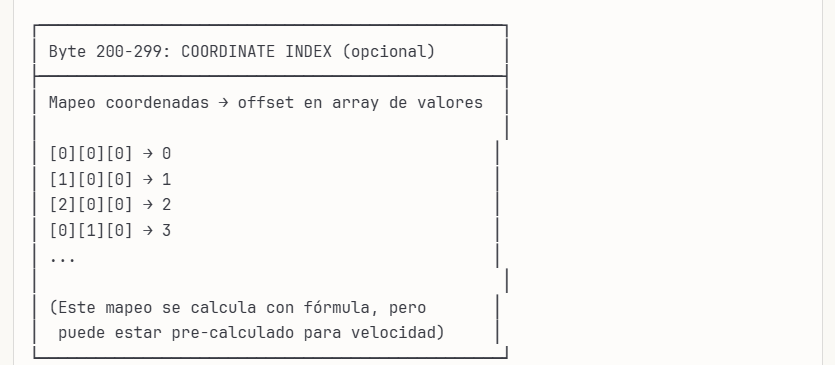 Byte 200-299: COORDINATE INDEX (opcional)
Mapeo coordenadas → offset en array de valores
[0][0][0] → 0
[1][0][0] → 1
[2][0][0] → 2
[0][1][0] → 3
...
(Este mapeo se calcula con fórmula, pero
puede estar pre-calculado para velocidad)